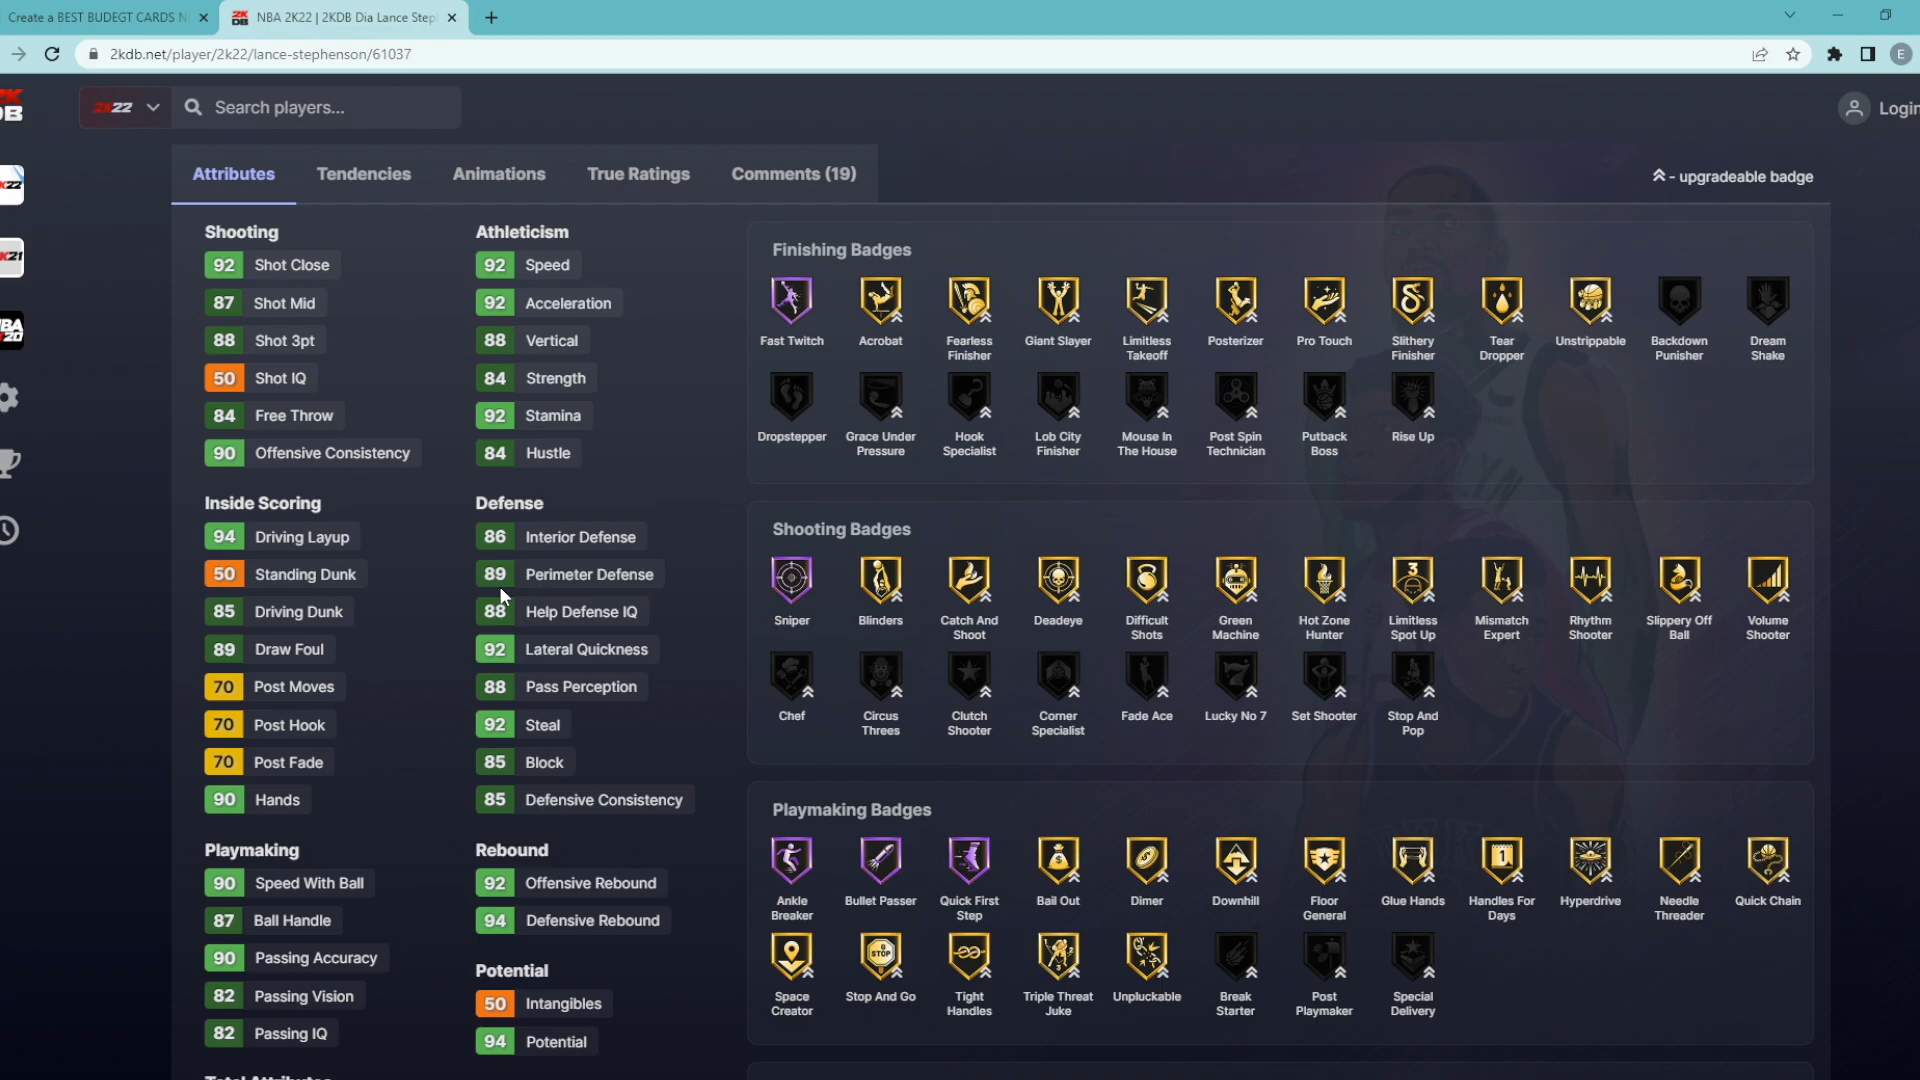 Create a BEST BUDEGT CARDS N
NBA 2K22 | 2KDB Dia Lance Step
2kdb.net/player/2k22/lance-stephenson/61037
E
2K
DB
2K22
Search players...
Login
Attributes
Tendencies
Animations
True Ratings
Comments (19)
- upgradeable badge
Shooting
92 Shot Close
87 Shot Mid
88 Shot 3pt
50 Shot IQ
84 Free Throw
90 Offensive Consistency
Inside Scoring
94 Driving Layup
50 Standing Dunk
85 Driving Dunk
89 Draw Foul
70 Post Moves
70 Post Hook
70 Post Fade
90 Hands
Playmaking
90 Speed With Ball
87 Ball Handle
90 Passing Accuracy
82 Passing Vision
82 Passing IQ
Athleticism
92 Speed
92 Acceleration
88 Vertical
84 Strength
92 Stamina
84 Hustle
Defense
86 Interior Defense
89 Perimeter Defense
88 Help Defense IQ
92 Lateral Quickness
88 Pass Perception
92 Steal
85 Block
85 Defensive Consistency
Rebound
92 Offensive Rebound
94 Defensive Rebound
Potential
50 Intangibles
94 Potential
Finishing Badges
Fast Twitch
Acrobat
Fearless
Finisher
Giant Slayer
Limitless
Takeoff
Posterizer
Pro Touch
Slithery
Finisher
Tear
Dropper
Unstrippable
Backdown
Punisher
Dream
Shake
Dropstepper
Grace Under
Pressure
Hook
Specialist
Lob City
Finisher
Mouse In
The House
Post Spin
Technician
Putback
Boss
Rise Up
Shooting Badges
Sniper
Blinders
Catch And
Shoot
Deadeye
Difficult
Shots
Green
Machine
Hot Zone
Hunter
Limitless
Spot Up
Mismatch
Expert
Rhythm
Shooter
Slippery Off
Ball
Volume
Shooter
Chef
Circus
Threes
Clutch
Shooter
Corner
Specialist
Fade Ace
Lucky No 7
Set Shooter
Stop And
Pop
Playmaking Badges
Ankle
Breaker
Bullet Passer
Quick First
Step
Bail Out
Dimer
Downhill
Floor
General
Glue Hands
Handles For
Days
Hyperdrive
Needle
Threader
Quick Chain
Space
Creator
Stop And Go
Tight
Handles
Triple Threat
Juke
Unpluckable
Break
Starter
Post
Playmaker
Special
Delivery